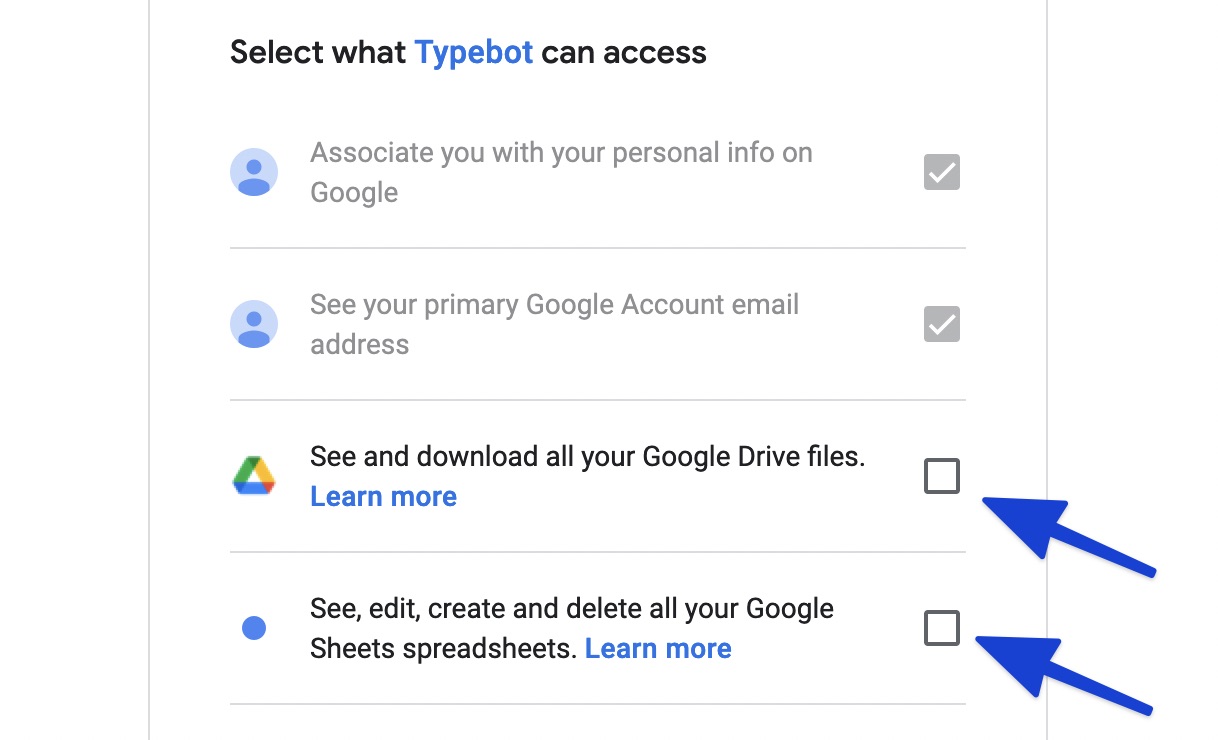 Select what Typebot can access
Associate you with your personal info on
Google
See your primary Google Account email
address
See and download all your Google Drive files.
Learn more
See, edit, create and delete all your Google
Sheets spreadsheets. Learn more